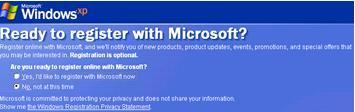 Microsoft
Windows xp
Ready to register with Microsoft?
Register online with Microsoft, and we'll notify you of new products, product updates, events, promotions, and special offers that
you may be interested in. Registration is optional.
Are you ready to register online with Microsoft?
Yes, I'd like to register with Microsoft now
No, not at this time
Microsoft is committed to protecting your privacy and does not share your information.
Show me the Windows Registration Privacy Statement.